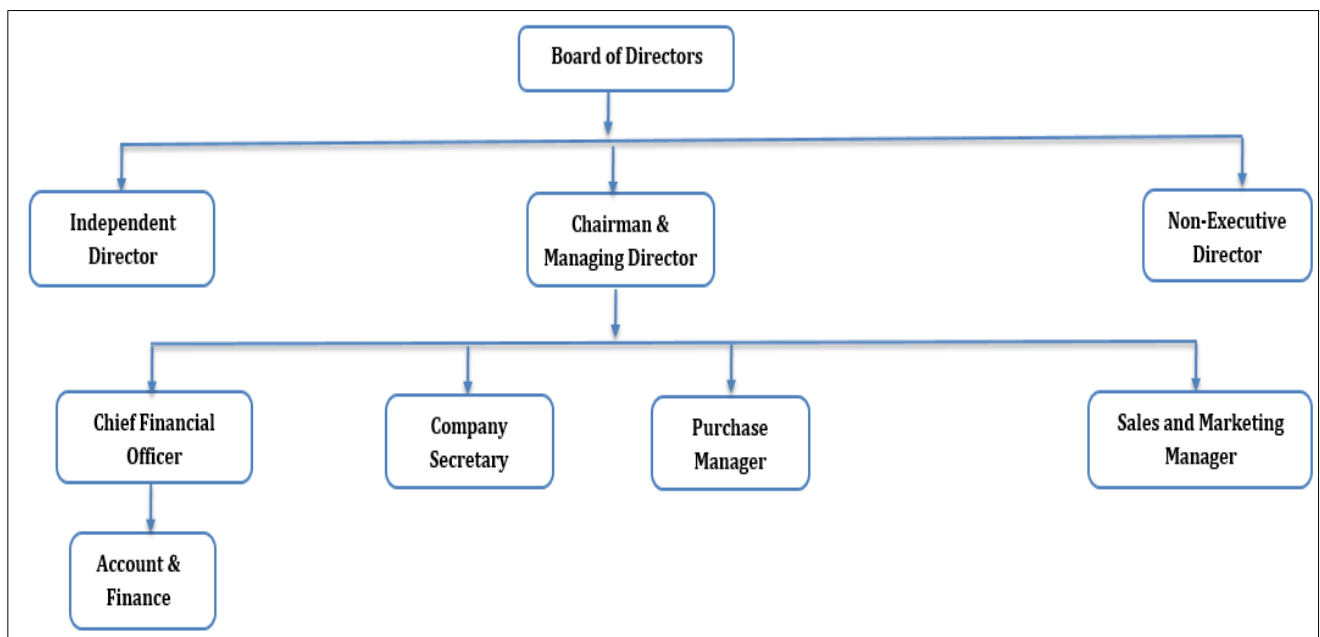 Board of Directors
Independent
Director
Chairman &
Managing Director
Non-Executive
Director
Chief Financial
Officer
Company
Secretary
Purchase
Manager
Sales and Marketing
Manager
Account &
Finance